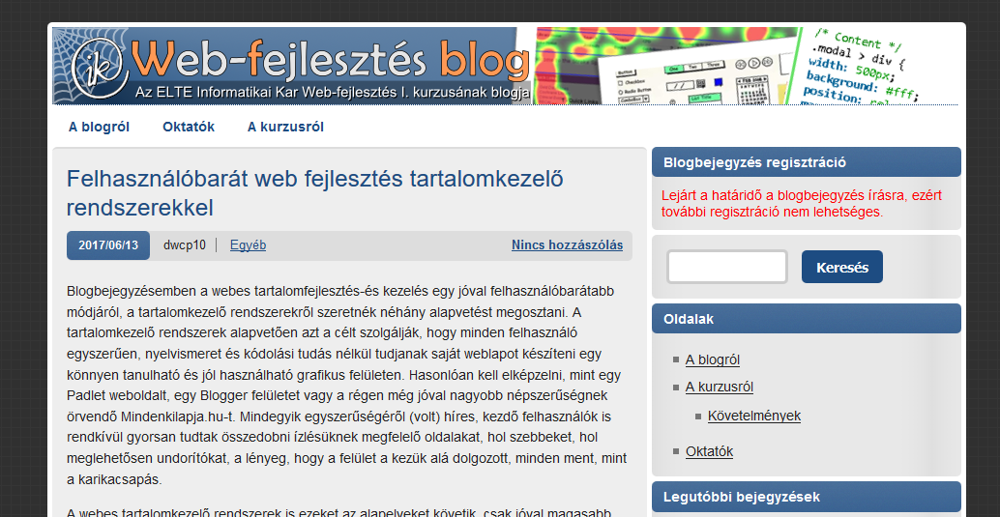 Web-fejlesztés blog
Az ELTE Informatikai Kar Web-fejlesztés I. kurzusának blogja
/* Content */
.modal > div {
width: 500px;
background: #fff;
A blogról Oktatók A kurzusról
Felhasználóbarát web fejlesztés tartalomkezelő
rendszerekkel
2017/06/13 dwcp10 Egyéb Nincs hozzászólás
Blogbejegyzésemben a webes tartalomfejlesztés-és kezelés egy jóval felhasználóbarátabb
módjáról, a tartalomkezelő rendszerekről szeretnék néhány alapvetést megosztani. A
tartalomkezelő rendszerek alapvetően azt a célt szolgálják, hogy minden felhasználó
egyszerűen, nyelvismeret és kódolási tudás nélkül tudjanak saját weblapot készíteni egy
könnyen tanulható és jól használható grafikus felületen. Hasonlóan kell elképzelni, mint egy
Padlet weboldalt, egy Blogger felületet vagy a régen még jóval nagyobb népszerűségnek
örvendő Mindenkilapja.hu-t. Mindegyik egyszerűségéről (volt) híres, kezdő felhasználók is
rendkívül gyorsan tudtak összedobni ízlésüknek megfelelő oldalakat, hol szebbeket, hol
meglehetősen undorítókat, a lényeg, hogy a felület a kezük alá dolgozott, minden ment, mint
a karikacsapás.
A webes tartalomkezelő rendszerek is ezeket az alapelveket követik, csak jóval magasabb
Blogbejegyzés regisztráció
Lejárt a határidő a blogbejegyzés írásra, ezért
további regisztráció nem lehetséges.
Keresés
Oldalak
A blogról
A kurzusról
Követelmények
Oktatók
Legutóbbi bejegyzések